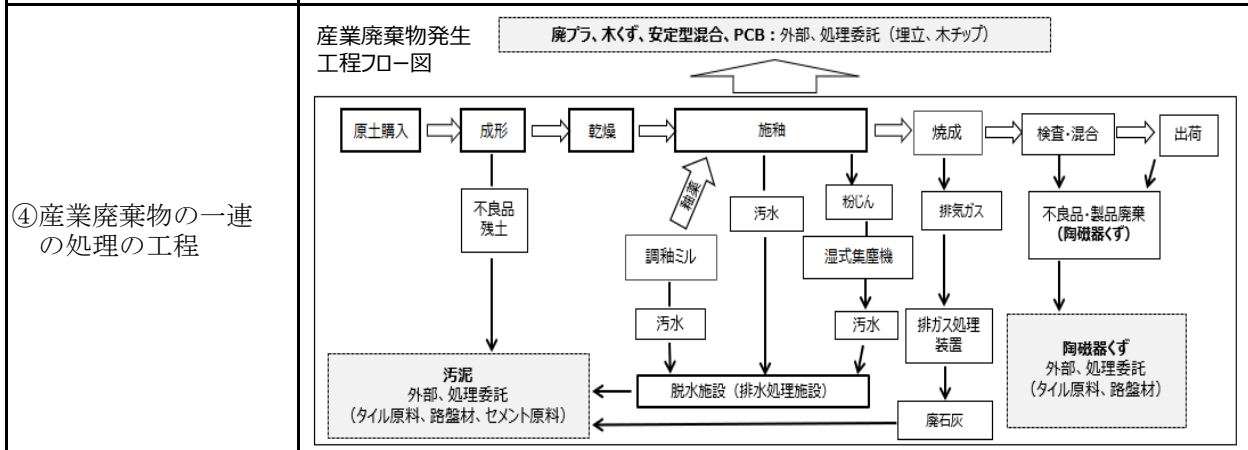 ④産業廃棄物の一連
の処理の工程
産業廃棄物発生
工程フロー図
廃プラ、木くず、安定型混合、PCB：外部、処理委託（埋立、木チップ）
原土購入
成形
乾燥
施釉
焼成
検査・混合
出荷
不良品
残土
釉薬
汚水
粉じん
排気ガス
不良品・製品廃棄
（陶磁器くず）
調釉ミル
湿式集塵機
汚水
汚水
排ガス処理
装置
陶磁器くず
外部、処理委託
（タイル原料、路盤材）
汚泥
外部、処理委託
（タイル原料、路盤材、セメント原料）
脱水施設（排水処理施設）
廃石灰